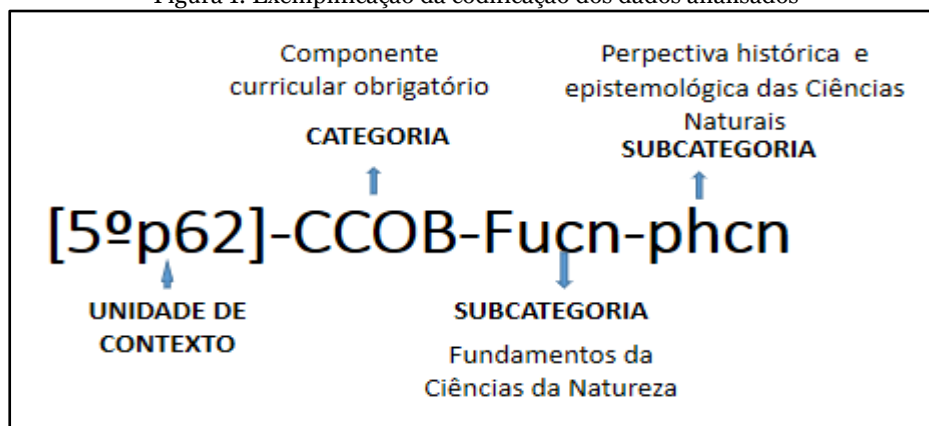 Figura 1: Exemplificação da codificação dos dados analisados
Componente
curricular obrigatório
CATEGORIA
Perpectiva histórica e
epistemológica das Ciências
Naturais
SUBCATEGORIA
[5ºp62]-CCOB-Fucn-phcn
UNIDADE DE
CONTEXTO
SUBCATEGORIA
Fundamentos da
Ciências da Natureza